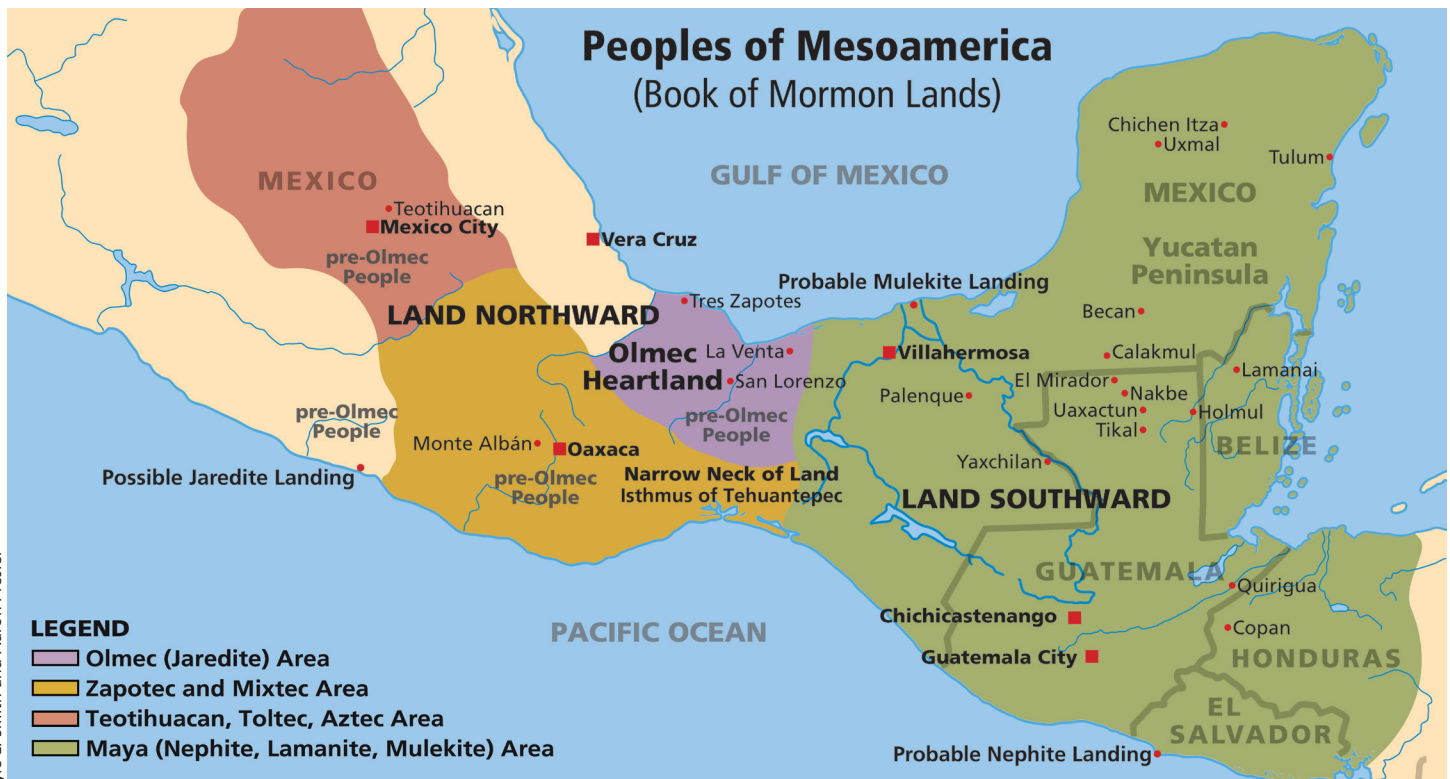 Peoples of Mesoamerica
(Book of Mormon Lands)
GULF OF MEXICO
MEXICO
Teotihuacan
Mexico City
pre-Olmec
People
Vera Cruz
LAND NORTHWARD
Tres Zapotes
Probable Mulekite Landing
Chichen Itza
Uxmal
Tulum
MEXICO
Yucatan
Peninsula
Becan
Calakmul
El Mirador
Nakbe
Uaxactun
Tikal
Holmul
Lamanai
BELIZE
Olmec
Heartland
La Venta
San Lorenzo
pre-Olmec
People
Villahermosa
Palenque
Yaxchilan
pre-Olmec
People
Possible Jaredite Landing
Monte Albán
Oaxaca
pre-Olmec
People
Narrow Neck of Land
Isthmus of Tehuantepec
LAND SOUTHWARD
GUATEMALA
Quirigua
Chichicastenango
Copan
Guatemala City
HONDURAS
EL
SALVADOR
Probable Nephite Landing
PACIFIC OCEAN
LEGEND
Olmec (Jaredite) Area
Zapotec and Mixtec Area
Teotihuacan, Toltec, Aztec Area
Maya (Nephite, Lamanite, Mulekite) Area